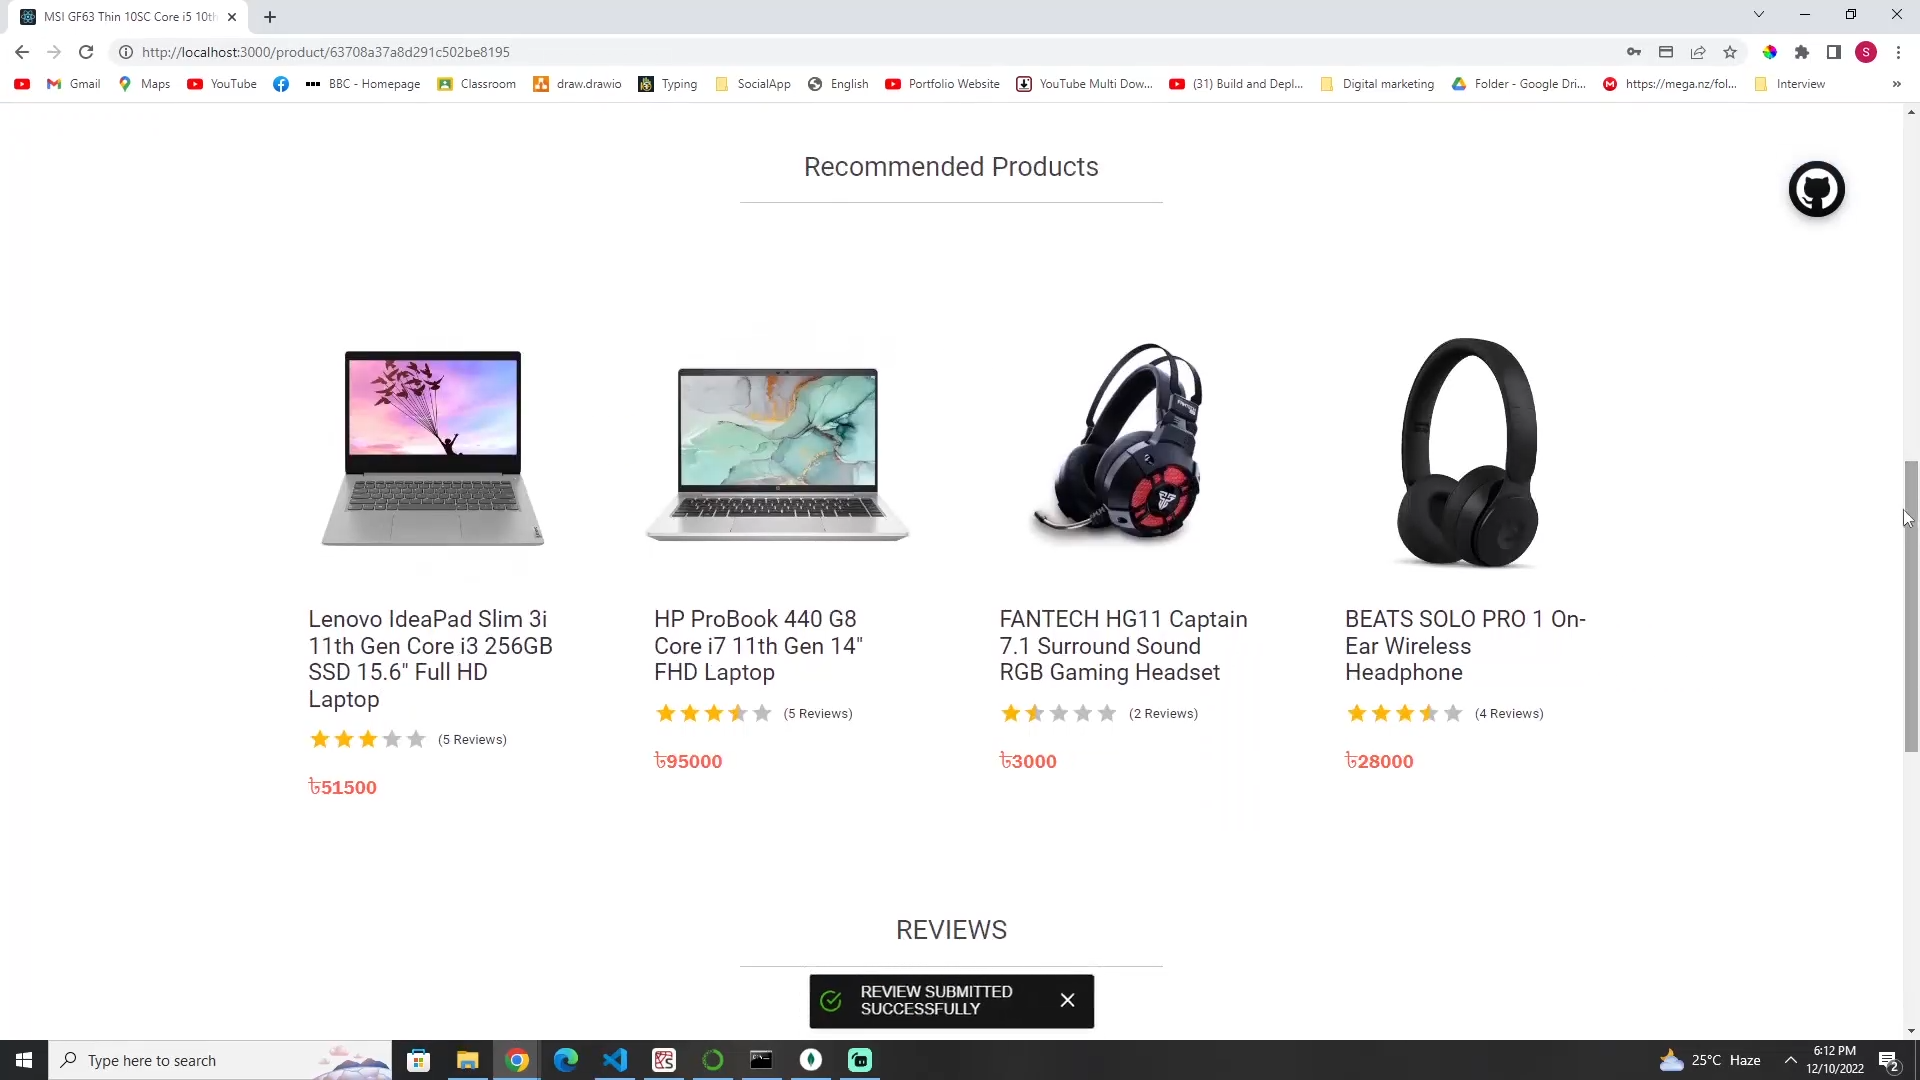 MSI GF63 Thin 10SC Core i5 10th
http://localhost:3000/product/63708a37a8d291c502be8195
S
Gmail Maps YouTube BBC - Homepage Classroom draw.drawio Typing SocialApp English Portfolio Website YouTube Multi Dow... (31) Build and Depl... Digital marketing Folder - Google Dri... https://mega.nz/fol... Interview »
Recommended Products
Lenovo IdeaPad Slim 3i
11th Gen Core i3 256GB
SSD 15.6" Full HD
Laptop
(5 Reviews)
৳51500
HP ProBook 440 G8
Core i7 11th Gen 14"
FHD Laptop
(5 Reviews)
৳95000
FANTECH HG11 Captain
7.1 Surround Sound
RGB Gaming Headset
(2 Reviews)
৳3000
BEATS SOLO PRO 1 On-
Ear Wireless
Headphone
(4 Reviews)
৳28000
REVIEWS
REVIEW SUBMITTED
SUCCESSFULLY
Type here to search
25°C Haze
6:12 PM
12/10/2022
2